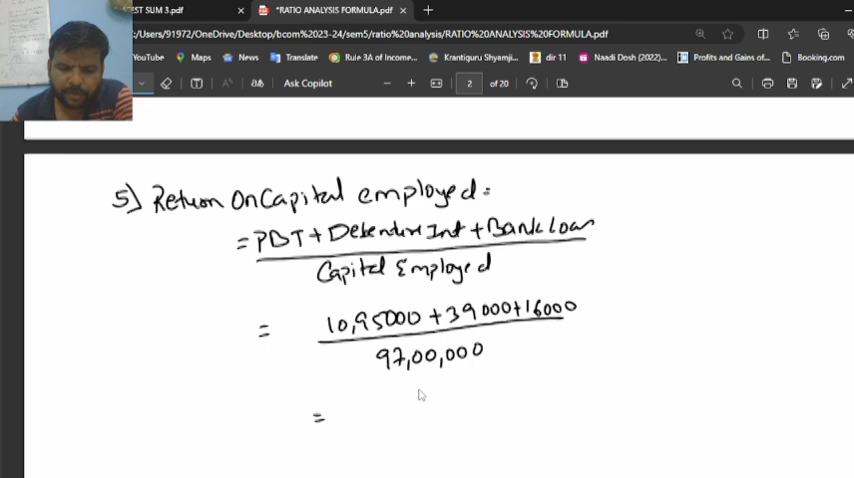 TEST SUM 3.pdf
*RATIO ANALYSIS FORMULA.pdf
:/Users/91972/OneDrive/Desktop/bcom%2023-24/sem5/ratio%20analysis/RATIO%20ANALYSIS%20FORMULA.pdf
YouTube Maps News Translate Rule 3A of Income... Krantiguru Shyamji... dir 11 Naadi Dosh (2022)... Profits and Gains of... Booking.com
Ask Copilot 2 of 20
5) Return On Capital employed:
= PBT + Debenture Int + Bank Loan
Capital Employed
= 10,95000 + 39000 + 16000
97,00,000
=